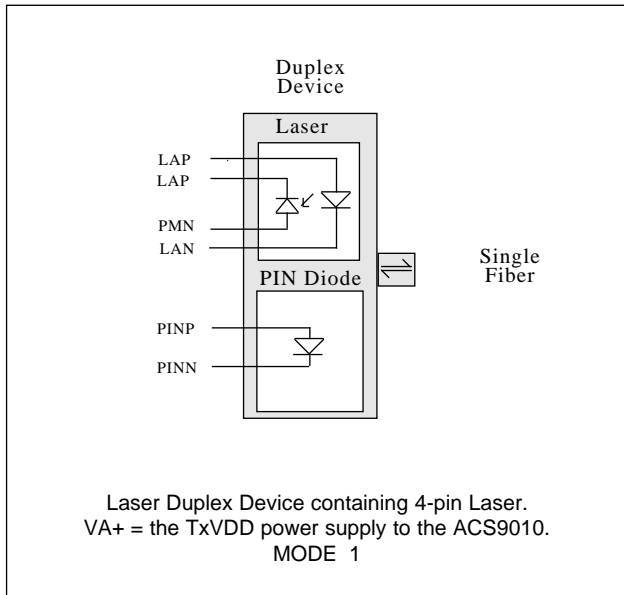 Duplex
Device
Laser
LAP
LAP
PMN
LAN
PIN Diode
Single
Fiber
PINP
PINN
Laser Duplex Device containing 4-pin Laser.
VA+ = the TxVDD power supply to the ACS9010.
MODE 1